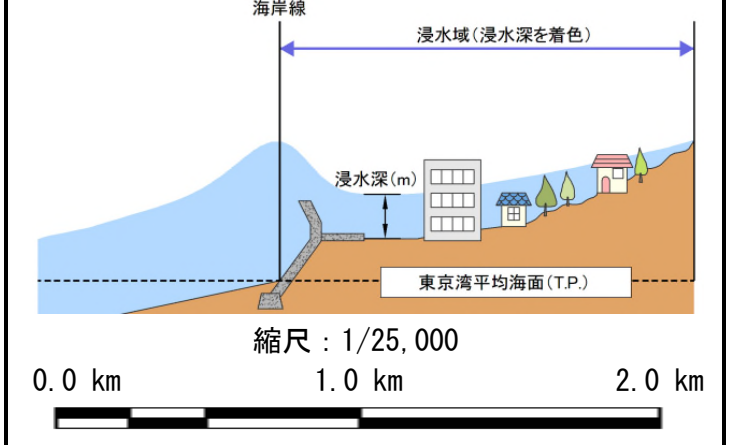 海岸線
浸水域(浸水深を着色)
浸水深(m)
東京湾平均海面(T.P.)
縮尺：1/25,000
0.0 km 1.0 km 2.0 km